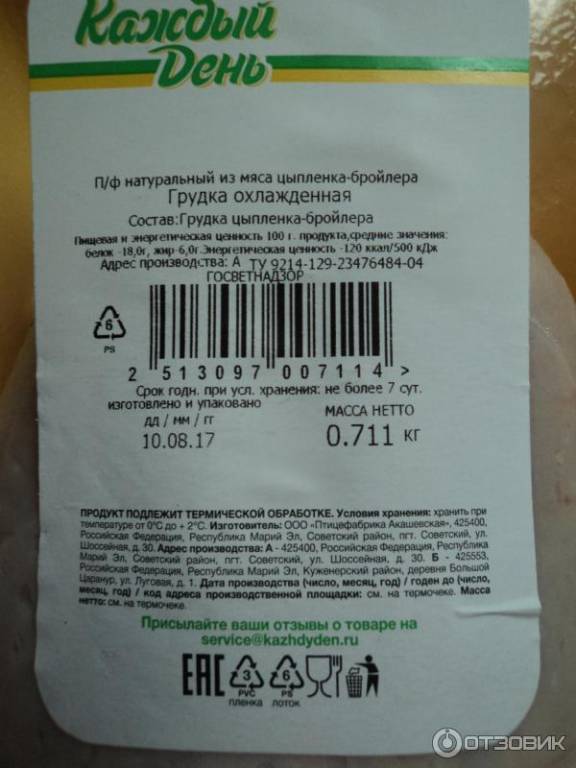 Каждый
День
П/ф натуральный из мяса цыпленка-бройлера
Грудка охлажденная
Состав:Грудка цыпленка-бройлера
Пищевая и энергетическая ценность 100 г. продукта,средние значения:
белок -18,0г, жир-6,0г.Энергетическая ценность -120 ккал/500 кДж
Адрес производства: А ТУ 9214-129-23476484-04
ГОСВЕТНАДЗОР
6
PS
2 513097 007114 >
Срок годн. при усл. хранения: не более 7 сут.
изготовлено и упаковано
дд / мм / гг
10.08.17
МАССА НЕТТО
0.711 кг
ПРОДУКТ ПОДЛЕЖИТ ТЕРМИЧЕСКОЙ ОБРАБОТКЕ. Условия хранения: хранить при
температуре от 0°С до + 2°С. Изготовитель: ООО «Птицефабрика Акашевская», 425400,
Российская Федерация, Республика Марий Эл, Советский район, пгт. Советский, ул.
Шоссейная, д. 30. Адрес производства: А - 425400, Российская Федерация, Республика
Марий Эл, Советский район, пгт. Советский, ул. Шоссейная, д. 30. Б - 425553,
Российская Федерация, Республика Марий Эл, Куженерский район, деревня Большой
Царанур, ул. Луговая, д. 1. Дата производства (число, месяц, год) / годен до (число,
месяц, год) / код адреса производственной площадки: см. на термочеке. Масса
нетто: см. на термочеке.
Присылайте ваши отзывы о товаре на
service@kazhdyden.ru
EAC
3
PVC
пленка
6
PS
лоток
ОТЗОВИК